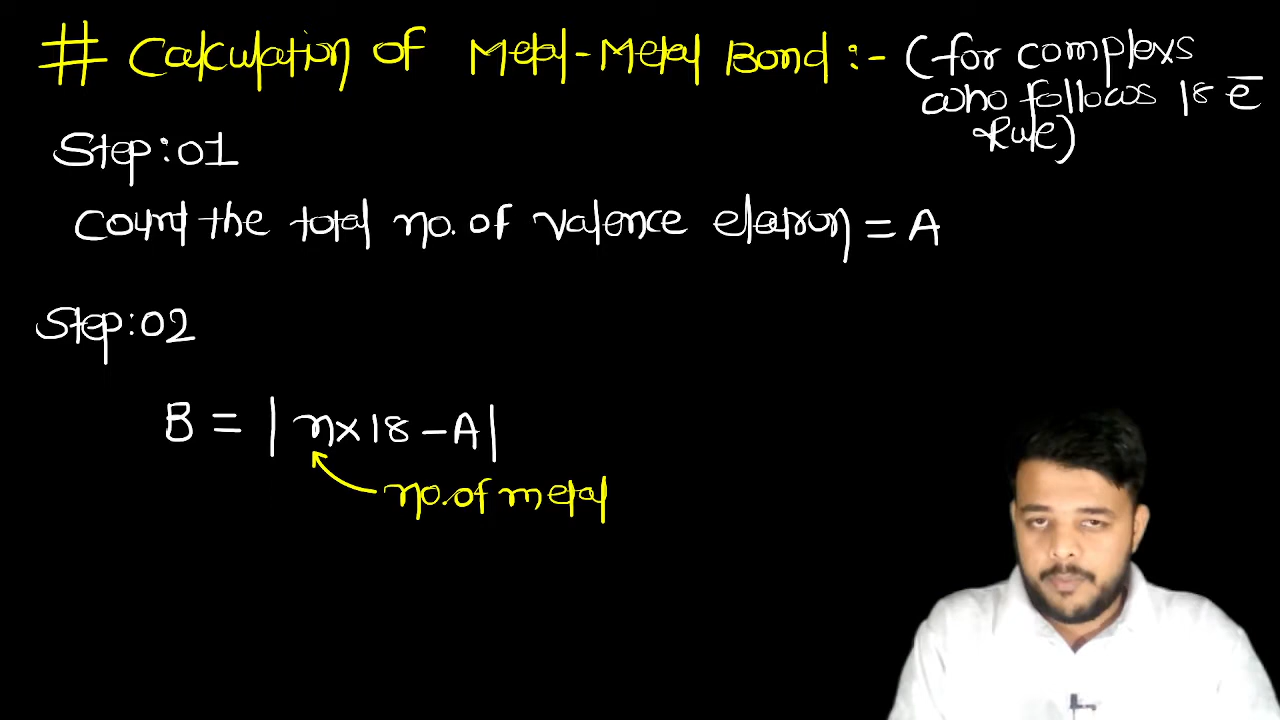 # Calculation of Metal-Metal Bond :- (for complexs
who follows 18 e̅
Rule)
Step:01
Count the total no. of valence electron = A
Step:02
B = | n×18 - A |
no. of metal